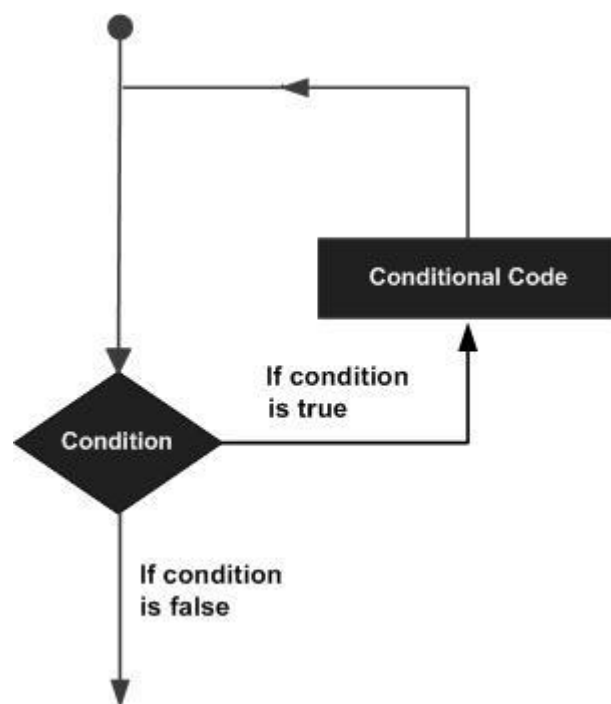 Conditional Code
If condition
is true
Condition
If condition
is false